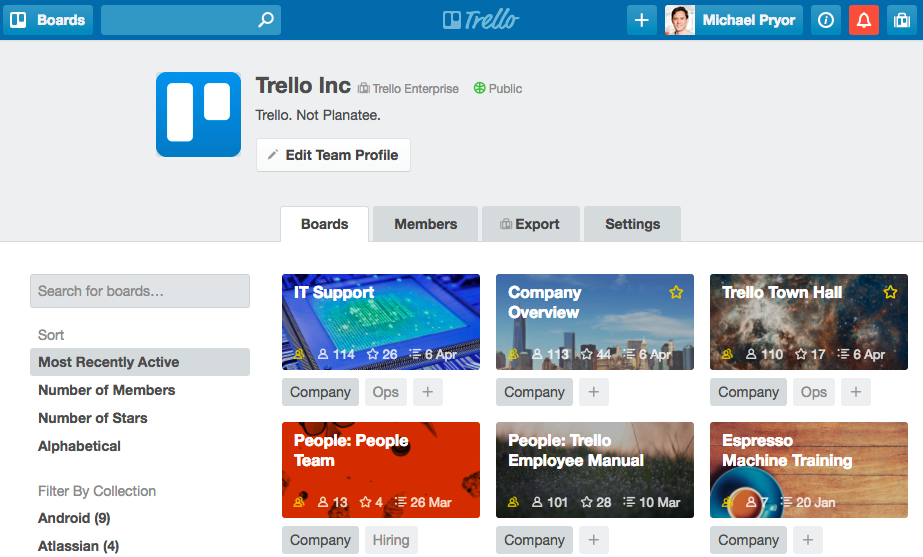 Boards
Trello
+
Michael Pryor
Trello Inc
Trello Enterprise
Public
Trello. Not Planatee.
Edit Team Profile
Boards
Members
Export
Settings
Search for boards…
Sort
Most Recently Active
Number of Members
Number of Stars
Alphabetical
Filter By Collection
Android (9)
Atlassian (4)
IT Support
114 26 6 Apr
Company Ops +
Company
Overview
113 44 6 Apr
Company +
Trello Town Hall
110 17 6 Apr
Company Ops +
People: People
Team
13 4 26 Mar
Company Hiring
People: Trello
Employee Manual
101 28 10 Mar
Company +
Espresso
Machine Training
7 20 Jan
Company +